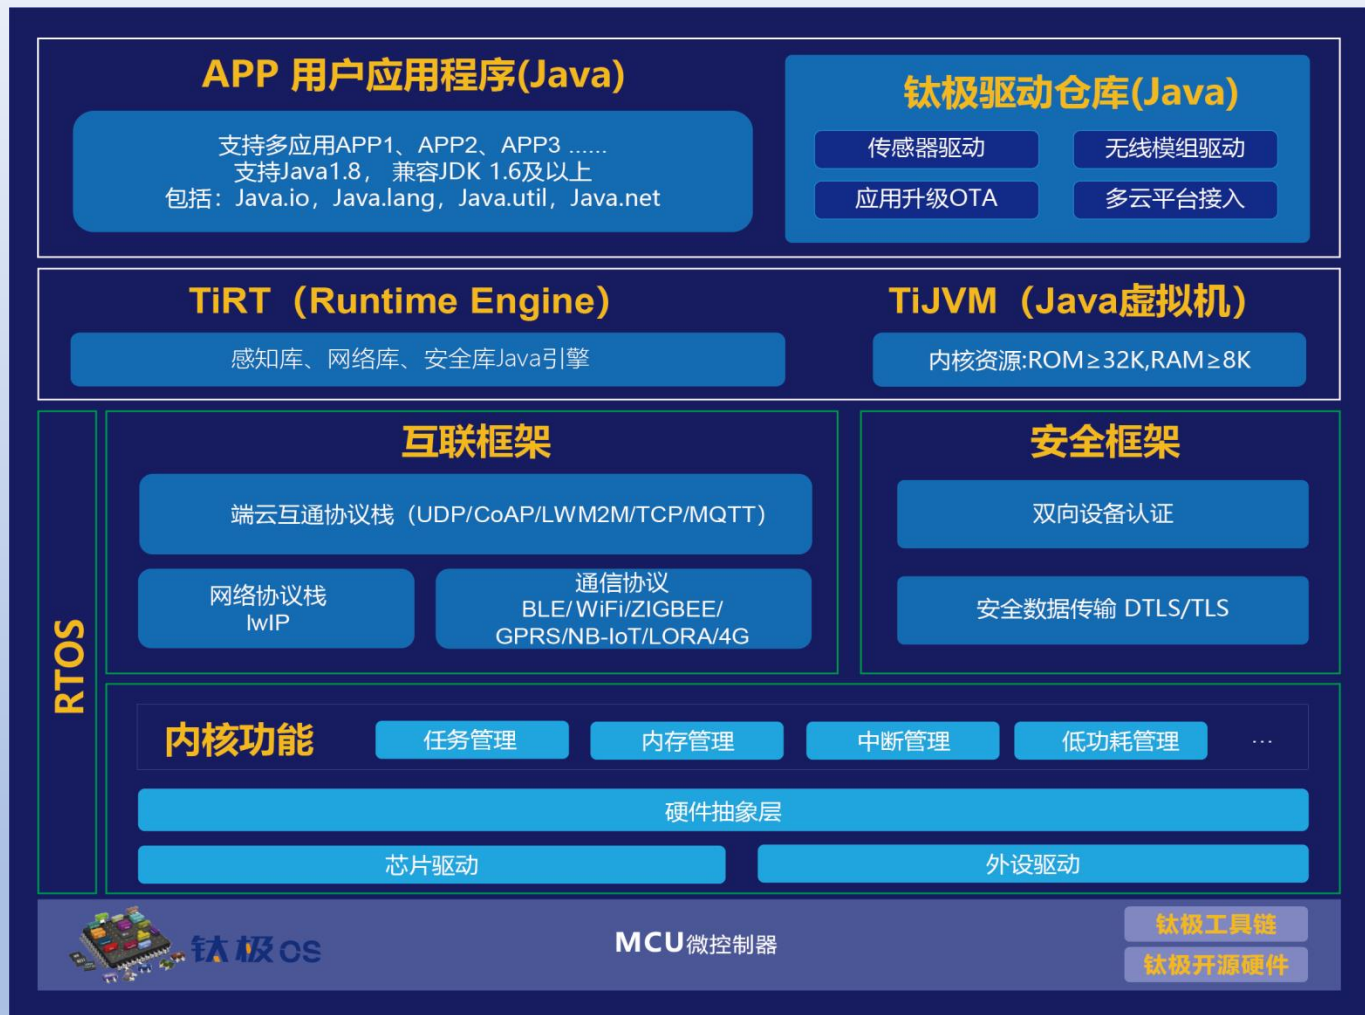 APP 用户应用程序(Java)
支持多应用APP1、APP2、APP3 ......
支持Java1.8， 兼容JDK 1.6及以上
包括：Java.io，Java.lang，Java.util，Java.net
钛极驱动仓库(Java)
传感器驱动
无线模组驱动
应用升级OTA
多云平台接入
TiRT（Runtime Engine）
感知库、网络库、安全库Java引擎
TiJVM（Java虚拟机）
内核资源:ROM≥32K,RAM≥8K
RTOS
互联框架
端云互通协议栈（UDP/CoAP/LWM2M/TCP/MQTT）
网络协议栈
lwIP
通信协议
BLE/ WiFi/ZIGBEE/
GPRS/NB-IoT/LORA/4G
安全框架
双向设备认证
安全数据传输 DTLS/TLS
内核功能
任务管理
内存管理
中断管理
低功耗管理
...
硬件抽象层
芯片驱动
外设驱动
钛极OS
MCU微控制器
钛极工具链
钛极开源硬件